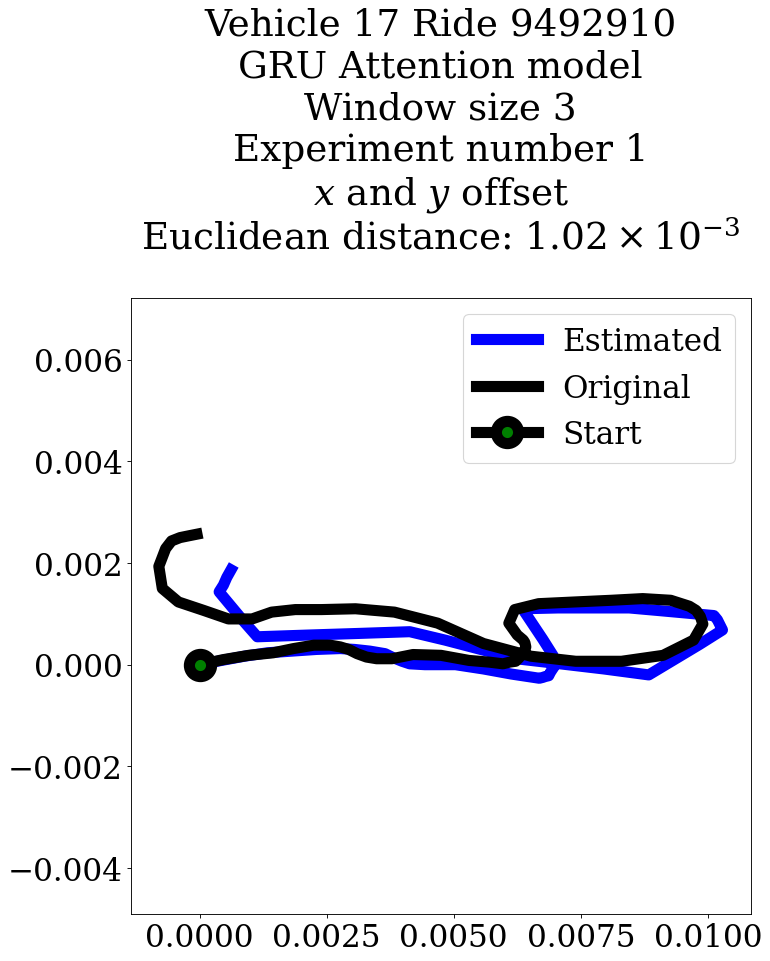 Vehicle 17 Ride 9492910
GRU Attention model
Window size 3
Experiment number 1
x and y offset
Euclidean distance: 1.02 × 10⁻³
Estimated
Original
Start
0.006
0.004
0.002
0.000
−0.002
−0.004
0.0000 0.0025 0.0050 0.0075 0.0100